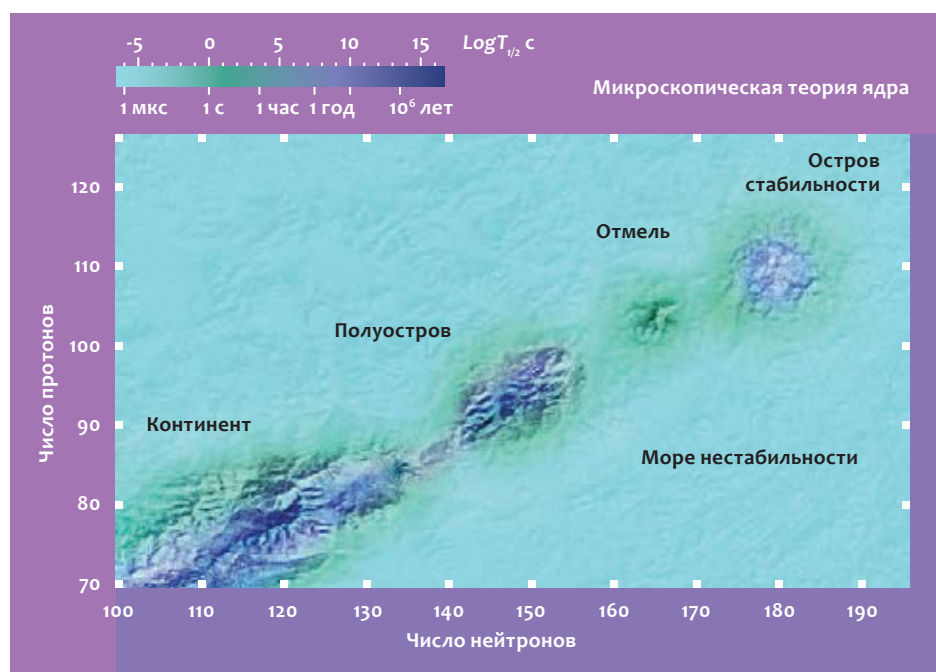 -5 0 5 10 15 LogT1/2 с
1 мкс 1 с 1 час 1 год 10⁶ лет
Микроскопическая теория ядра
Остров
стабильности
Отмель
Полуостров
Континент
Море нестабильности
Число протонов
120
110
100
90
80
70
100 110 120 130 140 150 160 170 180 190
Число нейтронов